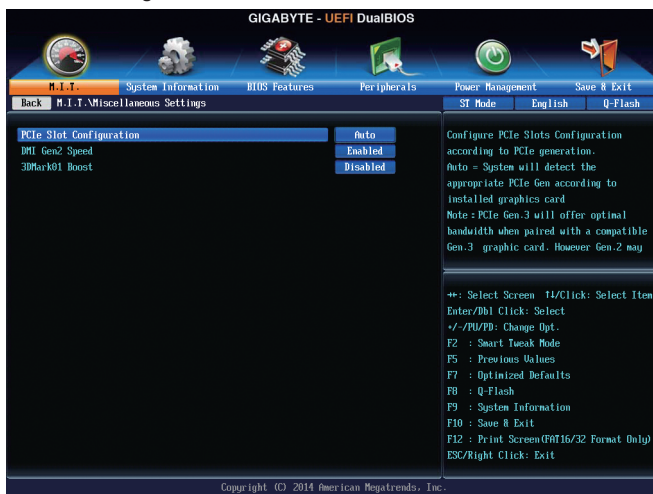 GIGABYTE - UEFI DualBIOS
M.I.T. System Information BIOS Features Peripherals Power Management Save & Exit
Back M.I.T.\Miscellaneous Settings ST Mode English Q-Flash
PCIe Slot Configuration Auto
DMI Gen2 Speed Enabled
3DMark01 Boost Disabled
Configure PCIe Slots Configuration
according to PCIe generation.
Auto = System will detect the
appropriate PCIe Gen according to
installed graphics card
Note : PCIe Gen.3 will offer optimal
bandwidth when paired with a compatible
Gen.3 graphic card. However Gen.2 may
→←: Select Screen ↑↓/Click: Select Item
Enter/Dbl Click: Select
+/-/PU/PD: Change Opt.
F2 : Smart Tweak Mode
F5 : Previous Values
F7 : Optimized Defaults
F8 : Q-Flash
F9 : System Information
F10 : Save & Exit
F12 : Print Screen(FAT16/32 Format Only)
ESC/Right Click: Exit
Copyright (C) 2014 American Megatrends, Inc.